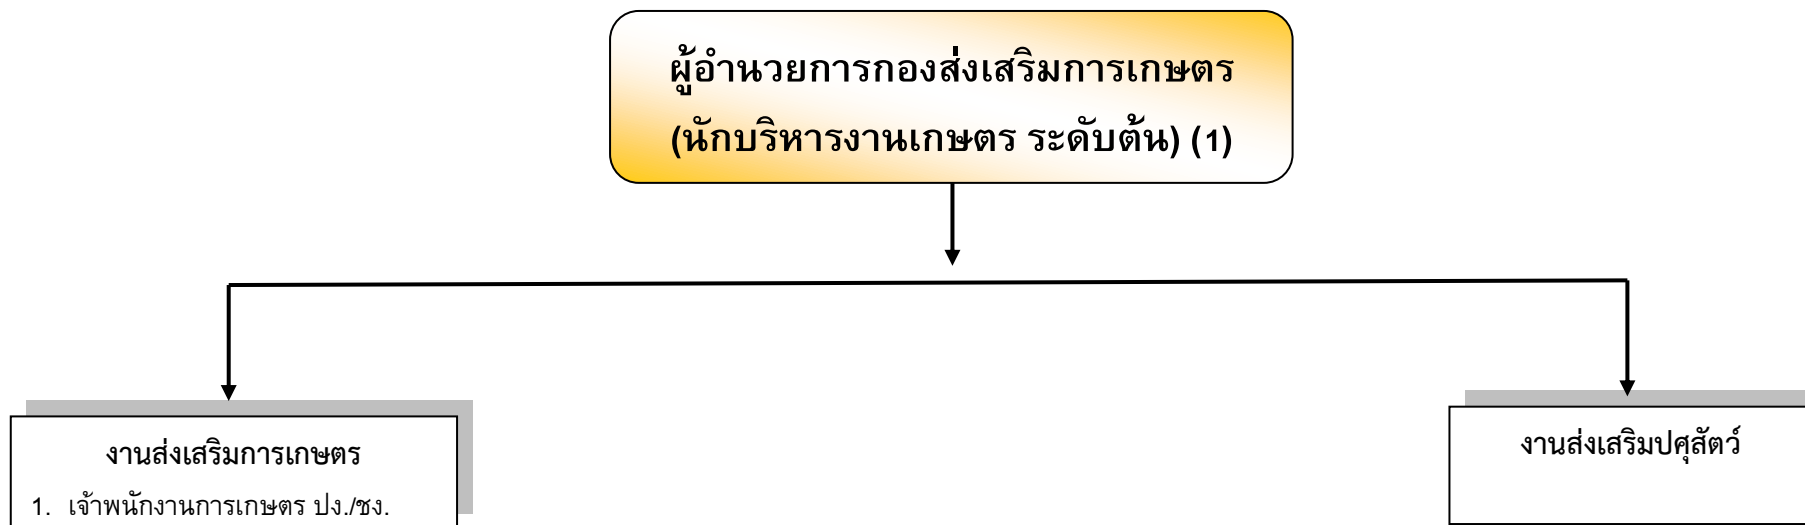 ผู้อำนวยการกองส่งเสริมการเกษตร
(นักบริหารงานเกษตร ระดับต้น) (1)
งานส่งเสริมการเกษตร
1. เจ้าพนักงานการเกษตร ปง./ชง.
งานส่งเสริมปศุสัตว์